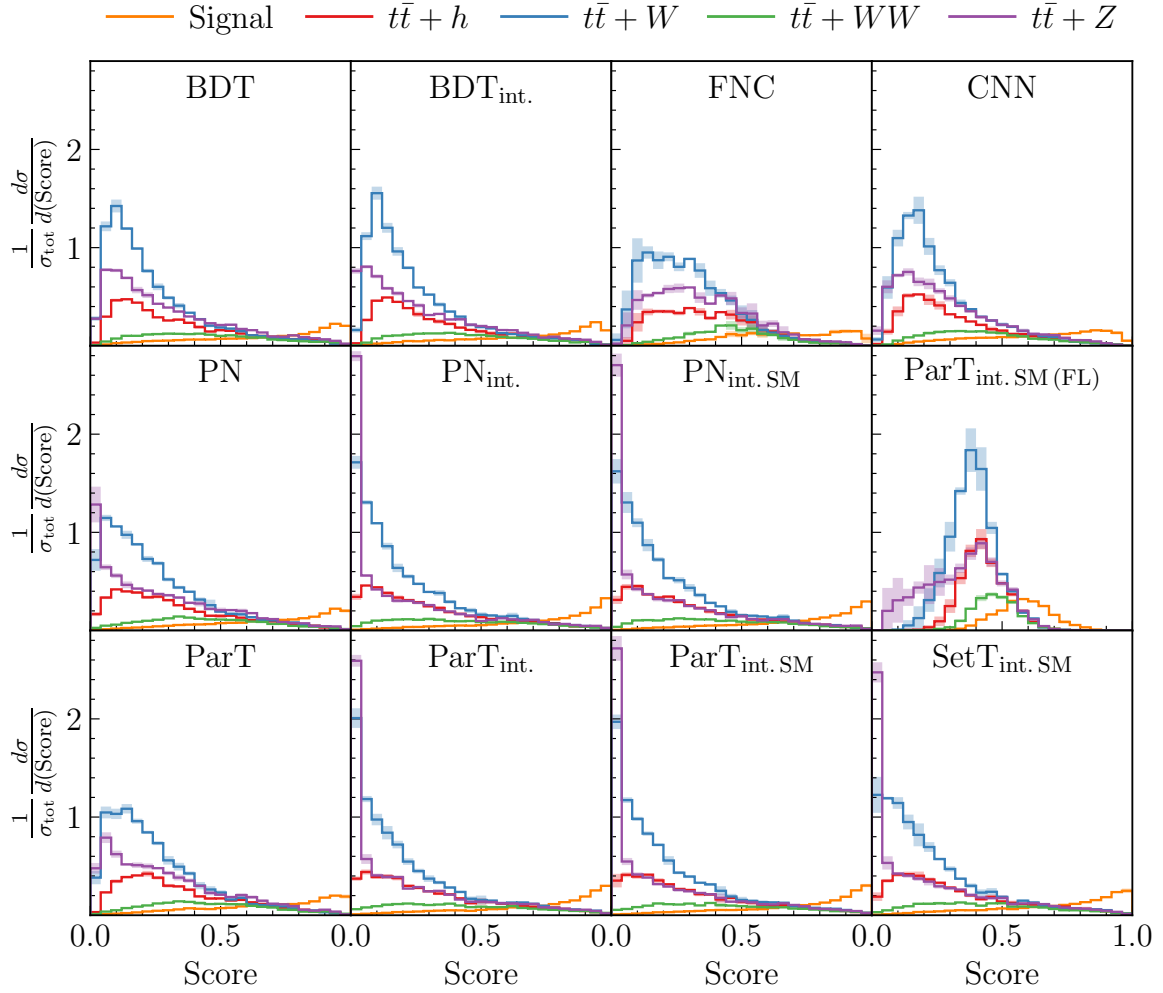 Signal tt̄ + h tt̄ + W tt̄ + WW tt̄ + Z
BDT BDT_int. FNC CNN
2
1
1/σ_tot dσ/d(Score)
PN PN_int. PN_int. SM ParT_int. SM (FL)
2
1
1/σ_tot dσ/d(Score)
ParT ParT_int. ParT_int. SM SetT_int. SM
2
1
1/σ_tot dσ/d(Score)
0.0 0.5 0.0 0.5 0.0 0.5 0.0 0.5 1.0
Score Score Score Score